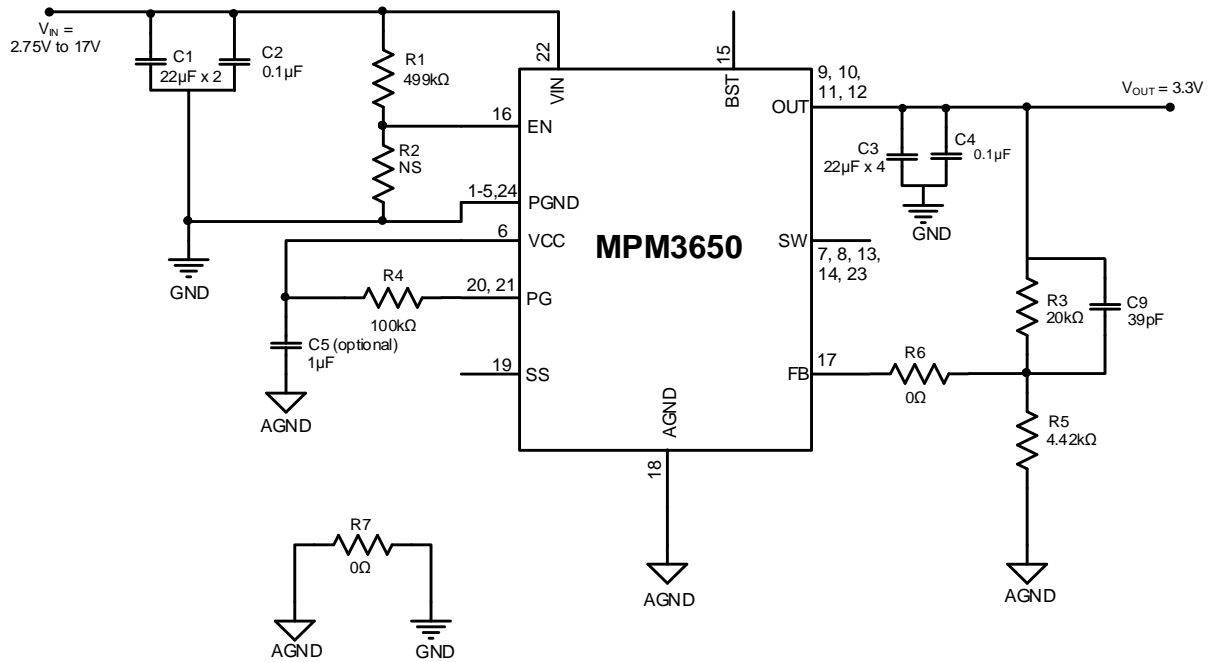 V_IN =
2.75V to 17V
C1
22µF x 2
C2
0.1µF
R1
499kΩ
R2
NS
GND
22
VIN
15
BST
MPM3650
16
EN
1-5,24
PGND
6
VCC
R4
100kΩ
20, 21
PG
C5 (optional)
1µF
AGND
19
SS
9, 10,
11, 12
OUT
V_OUT = 3.3V
C3
22µF x 4
C4
0.1µF
GND
SW
7, 8, 13,
14, 23
R3
20kΩ
C9
39pF
17
FB
R6
0Ω
R5
4.42kΩ
AGND
AGND
18
AGND
R7
0Ω
AGND
GND